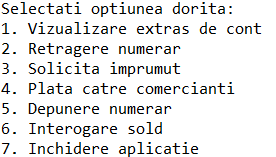 Selectati optiunea dorita:
1. Vizualizare extras de cont
2. Retragere numerar
3. Solicita imprumut
4. Plata catre comercianti
5. Depunere numerar
6. Interogare sold
7. Inchidere aplicatie